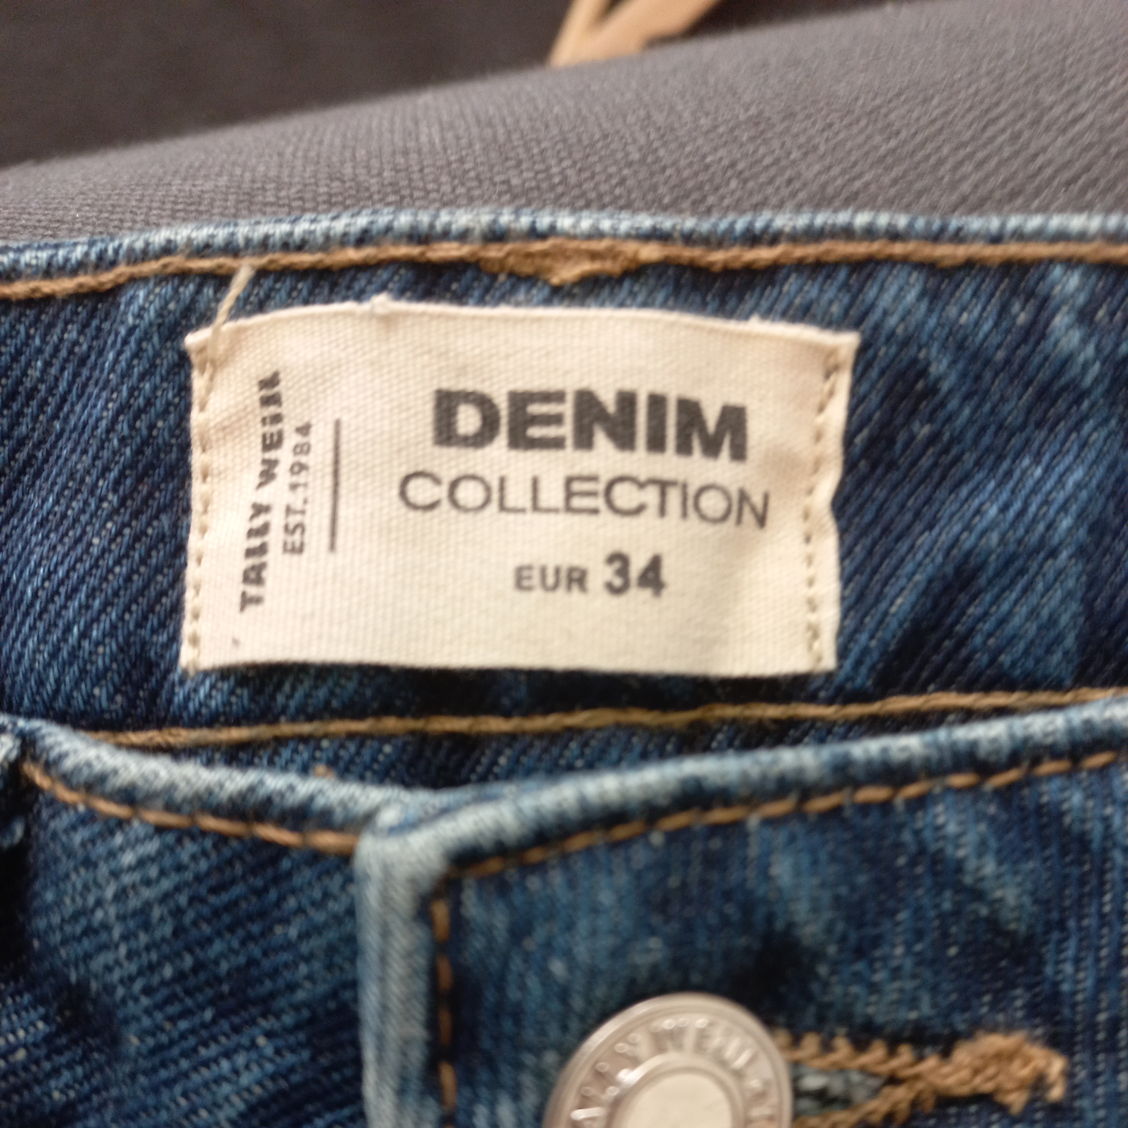 TALLY WEiJL
EST.1984
DENIM
COLLECTION
EUR 34